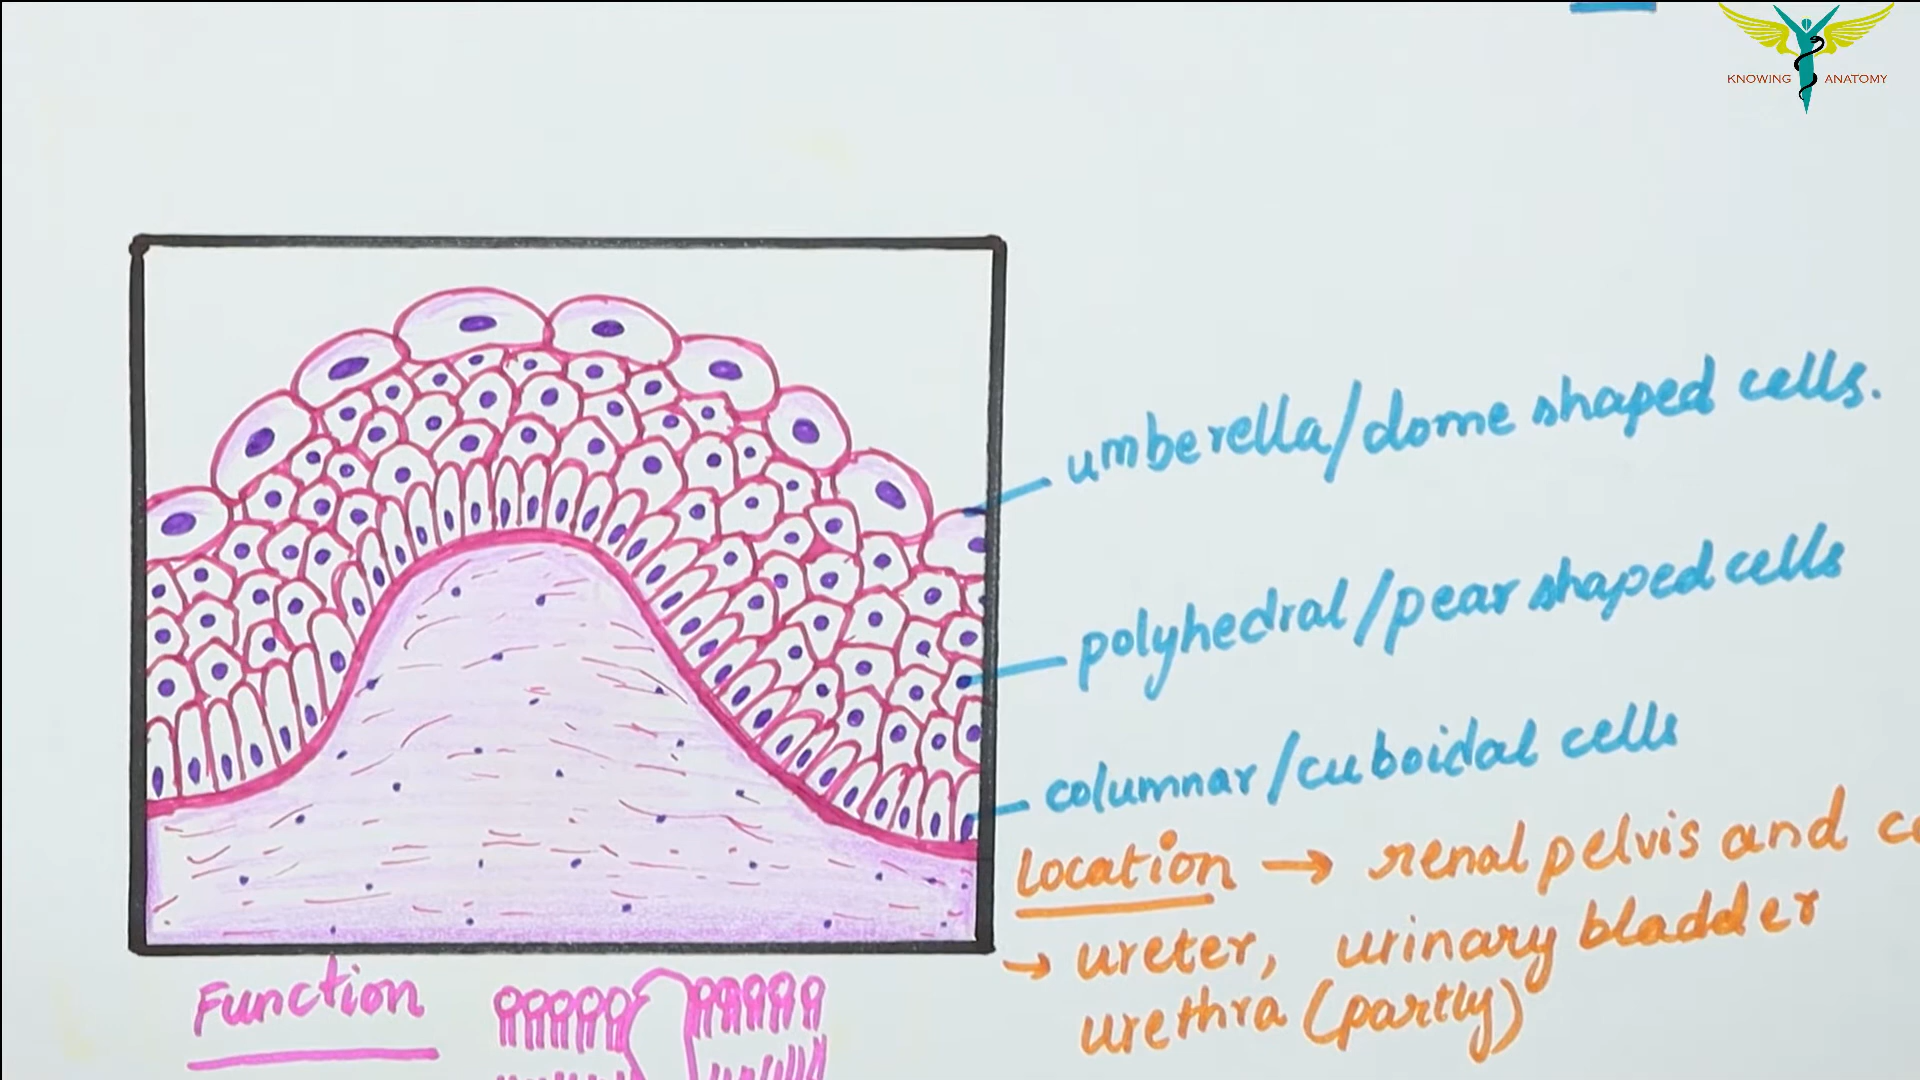 KNOWING ANATOMY
umberella/dome shaped cells.
polyhedral/pear shaped cells
columnar/cuboidal cells
Location → renal pelvis and
→ ureter, urinary bladder
urethra (partly)
Function